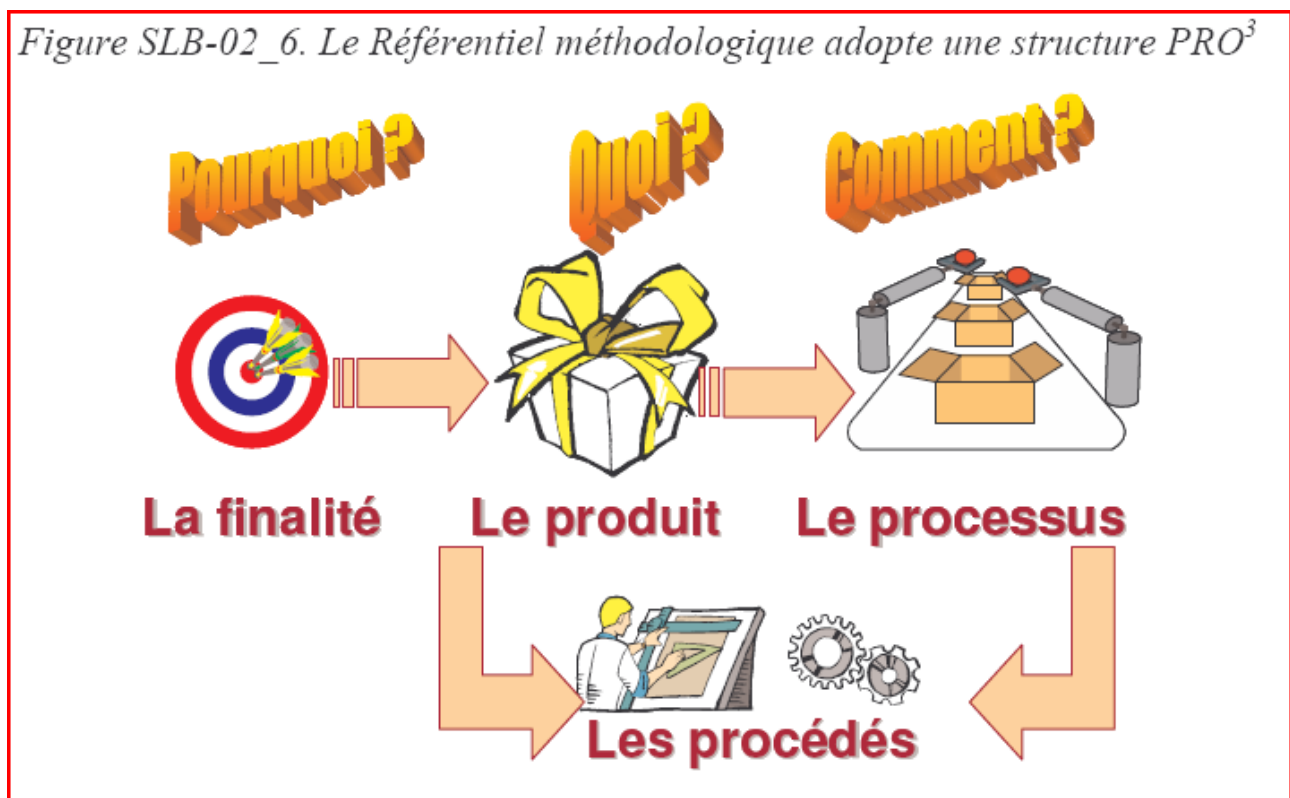 Figure SLB-02_6. Le Référentiel méthodologique adopte une structure PRO³
Pourquoi ?
Quoi ?
Comment ?
La finalité
Le produit
Le processus
Les procédés